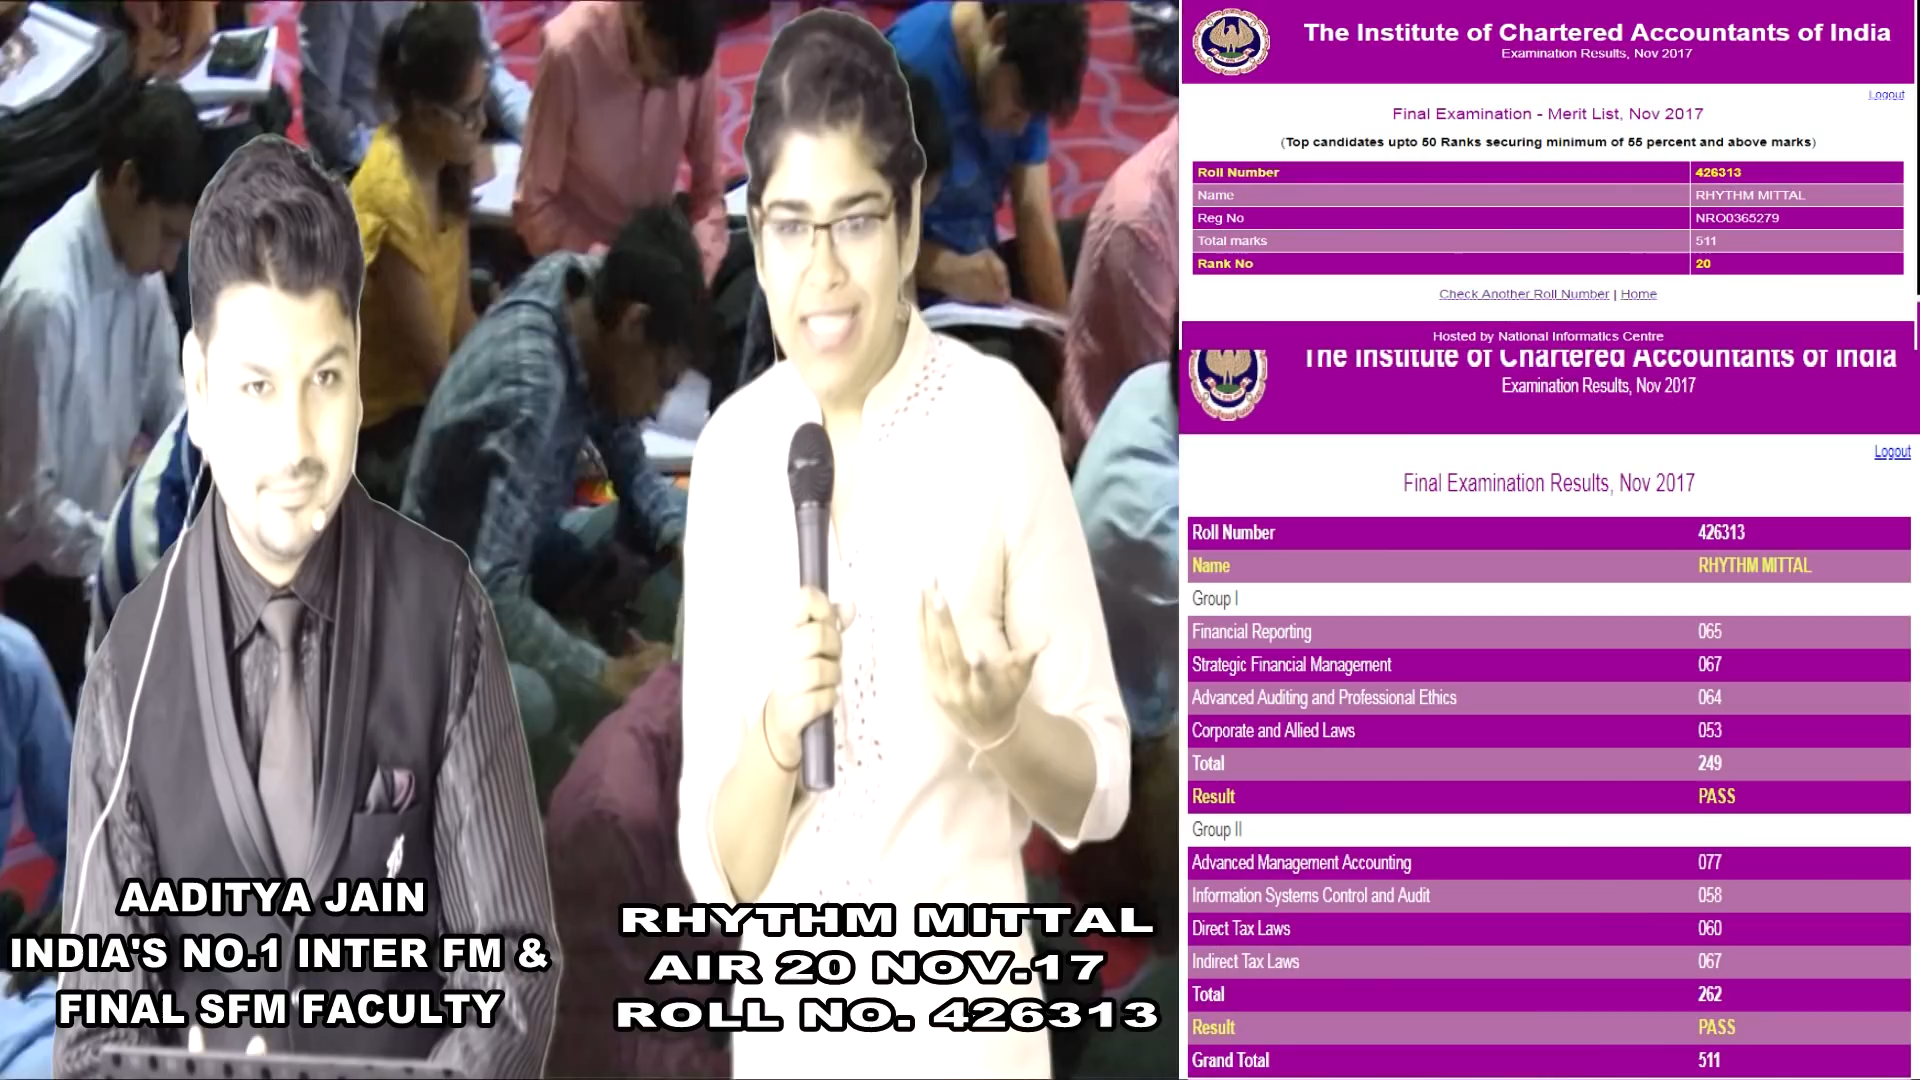 AADITYA JAIN
INDIA'S NO.1 INTER FM &
FINAL SFM FACULTY
RHYTHM MITTAL
AIR 20 NOV.17
ROLL NO. 426313
The Institute of Chartered Accountants of India
Examination Results, Nov 2017
Logout
Final Examination - Merit List, Nov 2017
(Top candidates upto 50 Ranks securing minimum of 55 percent and above marks)
Roll Number 426313
Name RHYTHM MITTAL
Reg No NRO0365279
Total marks 511
Rank No 20
Check Another Roll Number | Home
Hosted by National Informatics Centre
The Institute of Chartered Accountants of India
Examination Results, Nov 2017
Logout
Final Examination Results, Nov 2017
Roll Number 426313
Name RHYTHM MITTAL
Group I
Financial Reporting 065
Strategic Financial Management 067
Advanced Auditing and Professional Ethics 064
Corporate and Allied Laws 053
Total 249
Result PASS
Group II
Advanced Management Accounting 077
Information Systems Control and Audit 058
Direct Tax Laws 060
Indirect Tax Laws 067
Total 262
Result PASS
Grand Total 511